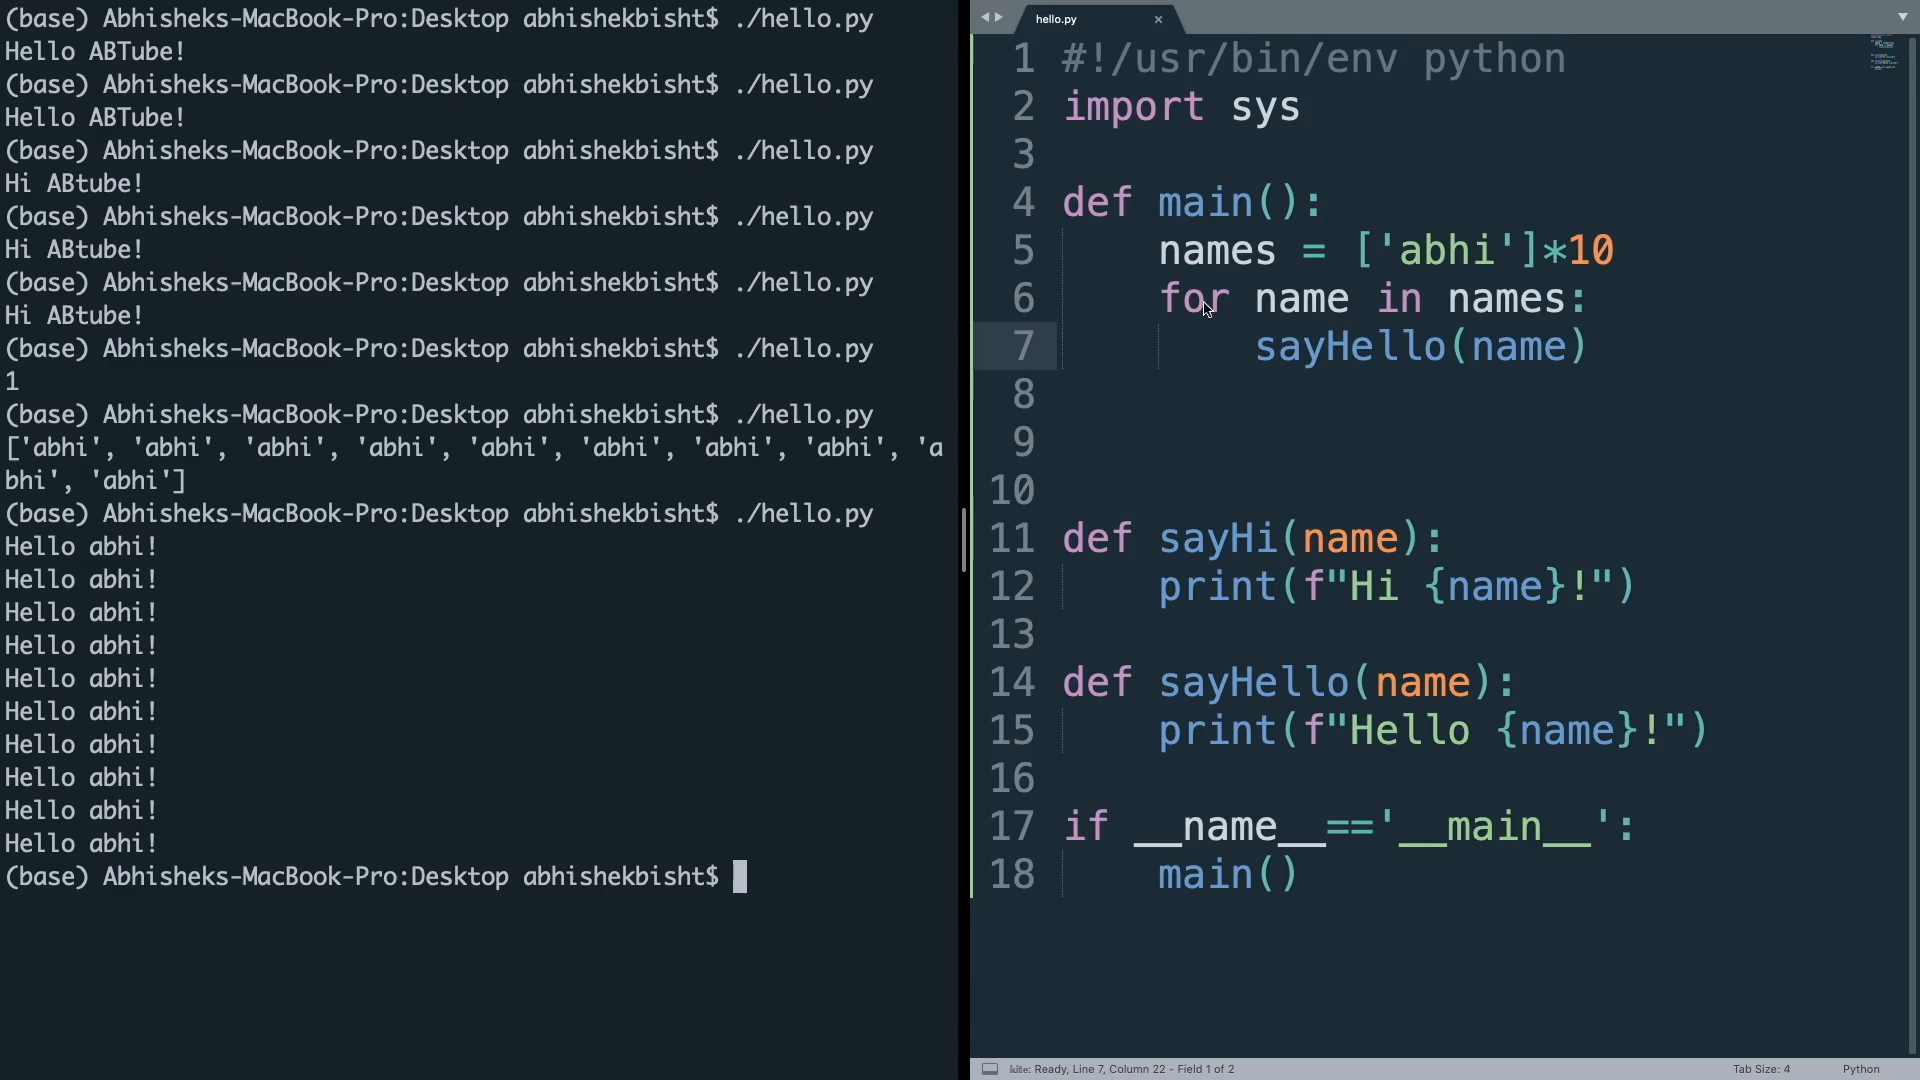 (base) Abhisheks-MacBook-Pro:Desktop abhishekbisht$ ./hello.py
Hello ABTube!
(base) Abhisheks-MacBook-Pro:Desktop abhishekbisht$ ./hello.py
Hello ABTube!
(base) Abhisheks-MacBook-Pro:Desktop abhishekbisht$ ./hello.py
Hi ABtube!
(base) Abhisheks-MacBook-Pro:Desktop abhishekbisht$ ./hello.py
Hi ABtube!
(base) Abhisheks-MacBook-Pro:Desktop abhishekbisht$ ./hello.py
Hi ABtube!
(base) Abhisheks-MacBook-Pro:Desktop abhishekbisht$ ./hello.py
1
(base) Abhisheks-MacBook-Pro:Desktop abhishekbisht$ ./hello.py
['abhi', 'abhi', 'abhi', 'abhi', 'abhi', 'abhi', 'abhi', 'abhi', 'a
bhi', 'abhi']
(base) Abhisheks-MacBook-Pro:Desktop abhishekbisht$ ./hello.py
Hello abhi!
Hello abhi!
Hello abhi!
Hello abhi!
Hello abhi!
Hello abhi!
Hello abhi!
Hello abhi!
Hello abhi!
Hello abhi!
(base) Abhisheks-MacBook-Pro:Desktop abhishekbisht$
hello.py
1 #!/usr/bin/env python
2 import sys
3
4 def main():
5     names = ['abhi']*10
6     for name in names:
7         sayHello(name)
8
9
10
11 def sayHi(name):
12     print(f"Hi {name}!")
13
14 def sayHello(name):
15     print(f"Hello {name}!")
16
17 if __name__=='__main__':
18     main()
kite: Ready, Line 7, Column 22 - Field 1 of 2 Tab Size: 4 Python